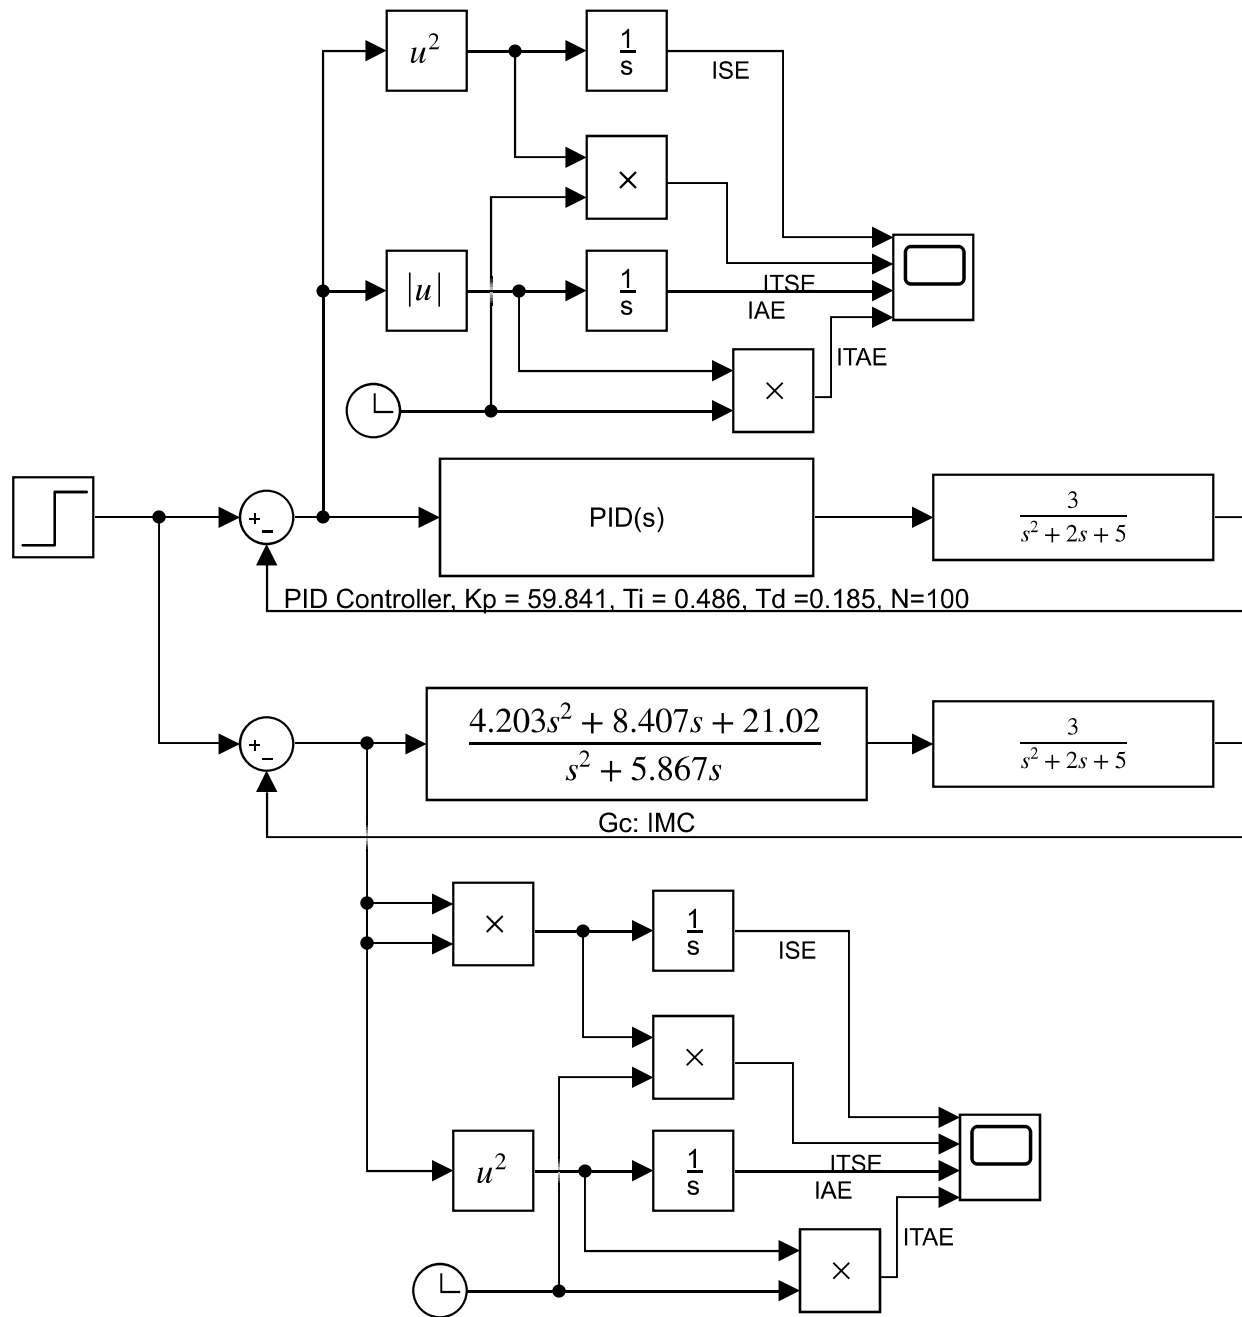 u²
1
s
ISE
×
|u|
1
s
ITSE
IAE
ITAE
×
+
−
PID(s)
3
s² + 2s + 5
PID Controller, Kp = 59.841, Ti = 0.486, Td =0.185, N=100
+
−
4.203s² + 8.407s + 21.02
s² + 5.867s
3
s² + 2s + 5
Gc: IMC
×
1
s
ISE
×
u²
1
s
ITSE
IAE
ITAE
×